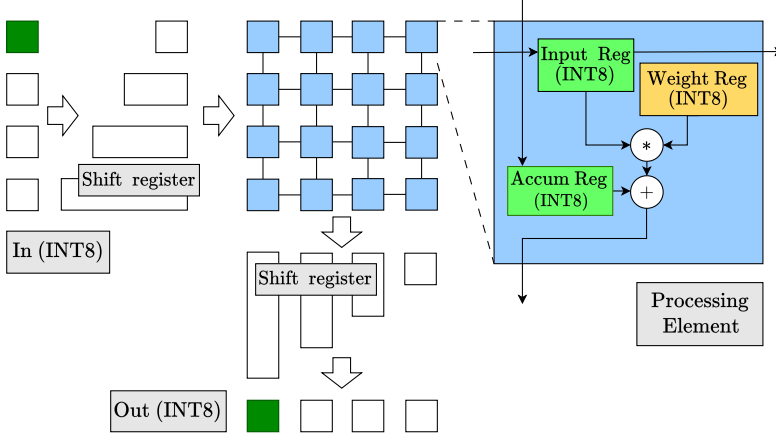 Input Reg
(INT8)
Weight Reg
(INT8)
*
Shift register
Accum Reg
(INT8)
+
In (INT8)
Shift register
Processing
Element
Out (INT8)